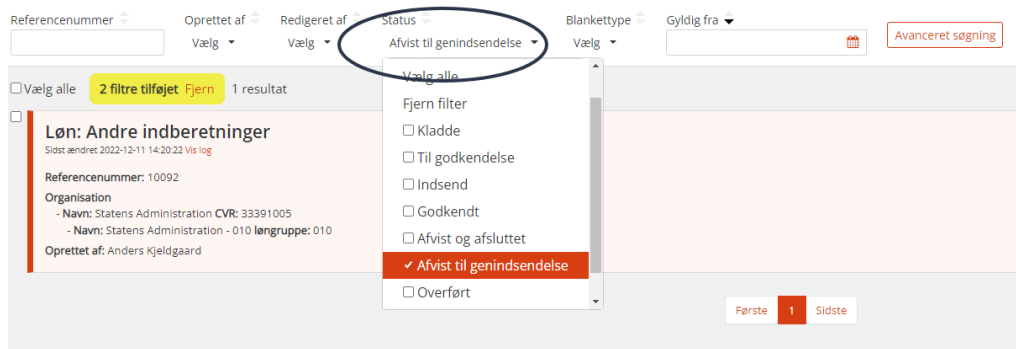 Referencenummer Oprettet af Redigeret af Status Blankettype Gyldig fra
Vælg Vælg Afvist til genindsendelse Vælg Avanceret søgning
Vælg alle 2 filtre tilføjet Fjern 1 resultat
Vælg alle
Fjern filter
Kladde
Til godkendelse
Indsend
Godkendt
Afvist og afsluttet
Afvist til genindsendelse
Overført
Løn: Andre indberetninger
Sidst ændret 2022-12-11 14:20:22 Vis log
Referencenummer: 10092
Organisation
- Navn: Statens Administration CVR: 33391005
- Navn: Statens Administration - 010 løngruppe: 010
Oprettet af: Anders Kjeldgaard
Første 1 Sidste